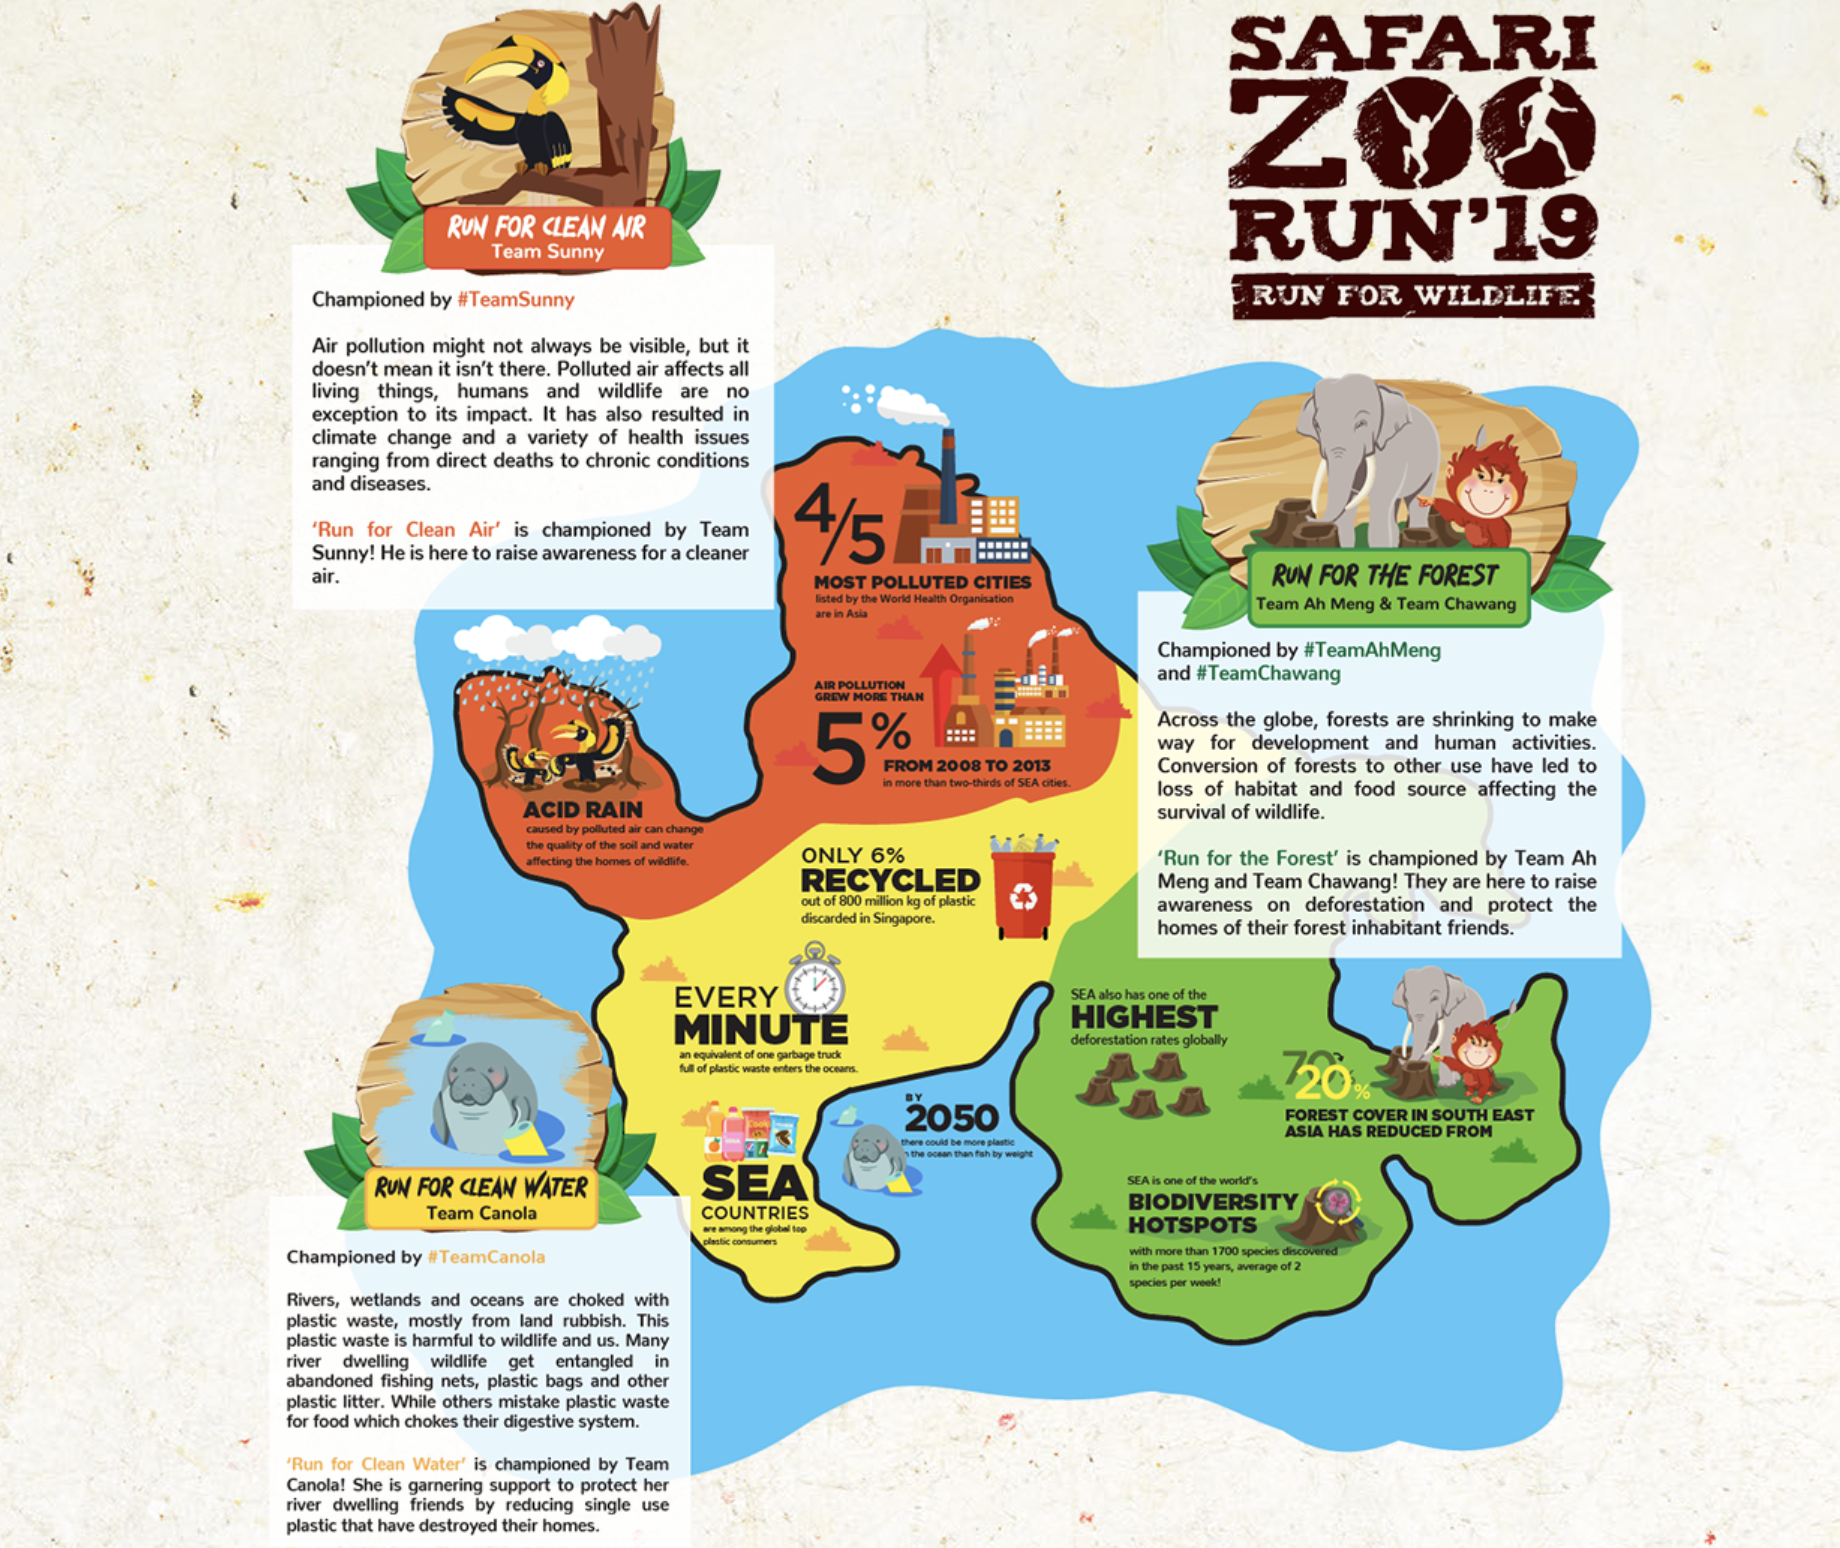 SAFARI
ZOO
RUN'19
RUN FOR WILDLIFE
RUN FOR CLEAN AIR
Team Sunny
Championed by #TeamSunny
Air pollution might not always be visible, but it
doesn't mean it isn't there. Polluted air affects all
living things, humans and wildlife are no
exception to its impact. It has also resulted in
climate change and a variety of health issues
ranging from direct deaths to chronic conditions
and diseases.
'Run for Clean Air' is championed by Team
Sunny! He is here to raise awareness for a cleaner
air.
4/5
MOST POLLUTED CITIES
listed by the World Health Organisation
are in Asia
AIR POLLUTION
GREW MORE THAN
5%
FROM 2008 TO 2013
in more than two-thirds of SEA cities.
ACID RAIN
caused by polluted air can change
the quality of the soil and water
affecting the homes of wildlife.
RUN FOR THE FOREST
Team Ah Meng & Team Chawang
Championed by #TeamAhMeng
and #TeamChawang
Across the globe, forests are shrinking to make
way for development and human activities.
Conversion of forests to other use have led to
loss of habitat and food source affecting the
survival of wildlife.
'Run for the Forest' is championed by Team Ah
Meng and Team Chawang! They are here to raise
awareness on deforestation and protect the
homes of their forest inhabitant friends.
ONLY 6%
RECYCLED
out of 800 million kg of plastic
discarded in Singapore.
EVERY
MINUTE
an equivalent of one garbage truck
full of plastic waste enters the oceans.
SEA
COUNTRIES
are among the global top
plastic consumers
BY
2050
there could be more plastic
the ocean than fish by weight
SEA also has one of the
HIGHEST
deforestation rates globally
20%
FOREST COVER IN SOUTH EAST
ASIA HAS REDUCED FROM
SEA is one of the world's
BIODIVERSITY
HOTSPOTS
with more than 1700 species discovered
in the past 15 years, average of 2
species per week!
RUN FOR CLEAN WATER
Team Canola
Championed by #TeamCanola
Rivers, wetlands and oceans are choked with
plastic waste, mostly from land rubbish. This
plastic waste is harmful to wildlife and us. Many
river dwelling wildlife get entangled in
abandoned fishing nets, plastic bags and other
plastic litter. While others mistake plastic waste
for food which chokes their digestive system.
'Run for Clean Water' is championed by Team
Canola! She is garnering support to protect her
river dwelling friends by reducing single use
plastic that have destroyed their homes.